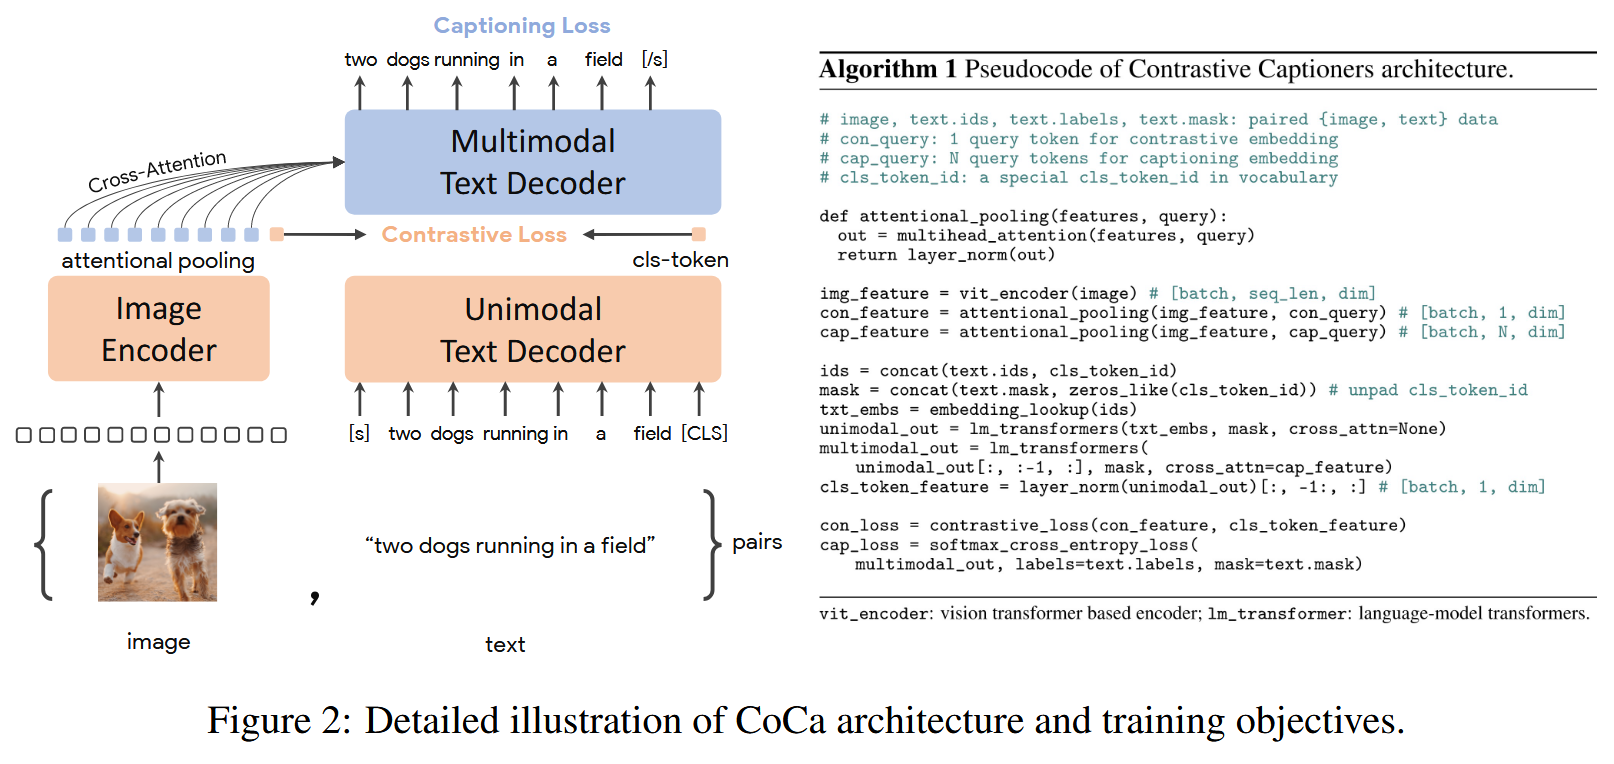 Captioning Loss
two dogs running in a field [/s]
Multimodal
Text Decoder
Cross-Attention
Contrastive Loss
attentional pooling
cls-token
Image
Encoder
Unimodal
Text Decoder
[s] two dogs running in a field [CLS]
“two dogs running in a field”
pairs
,
image
text
Algorithm 1 Pseudocode of Contrastive Captioners architecture.
# image, text.ids, text.labels, text.mask: paired {image, text} data
# con_query: 1 query token for contrastive embedding
# cap_query: N query tokens for captioning embedding
# cls_token_id: a special cls_token_id in vocabulary
def attentional_pooling(features, query):
  out = multihead_attention(features, query)
  return layer_norm(out)
img_feature = vit_encoder(image) # [batch, seq_len, dim]
con_feature = attentional_pooling(img_feature, con_query) # [batch, 1, dim]
cap_feature = attentional_pooling(img_feature, cap_query) # [batch, N, dim]
ids = concat(text.ids, cls_token_id)
mask = concat(text.mask, zeros_like(cls_token_id)) # unpad cls_token_id
txt_embs = embedding_lookup(ids)
unimodal_out = lm_transformers(txt_embs, mask, cross_attn=None)
multimodal_out = lm_transformers(
   unimodal_out[:, :-1, :], mask, cross_attn=cap_feature)
cls_token_feature = layer_norm(unimodal_out)[:, -1:, :] # [batch, 1, dim]
con_loss = contrastive_loss(con_feature, cls_token_feature)
cap_loss = softmax_cross_entropy_loss(
   multimodal_out, labels=text.labels, mask=text.mask)
vit_encoder: vision transformer based encoder; lm_transformer: language-model transformers.
Figure 2: Detailed illustration of CoCa architecture and training objectives.